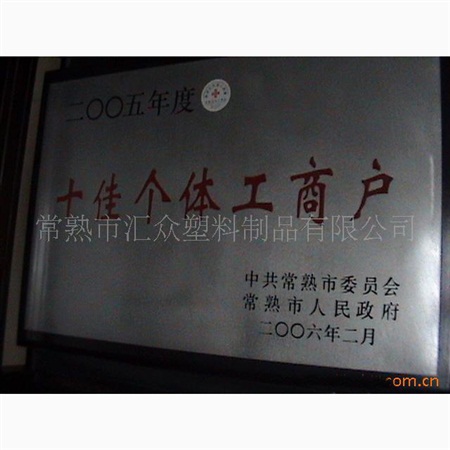 二〇〇五年度
十佳个体工商户
常熟市汇众塑料制品有限公司
中共常熟市委员会
常熟市人民政府
二〇〇六年二月
.com.cn